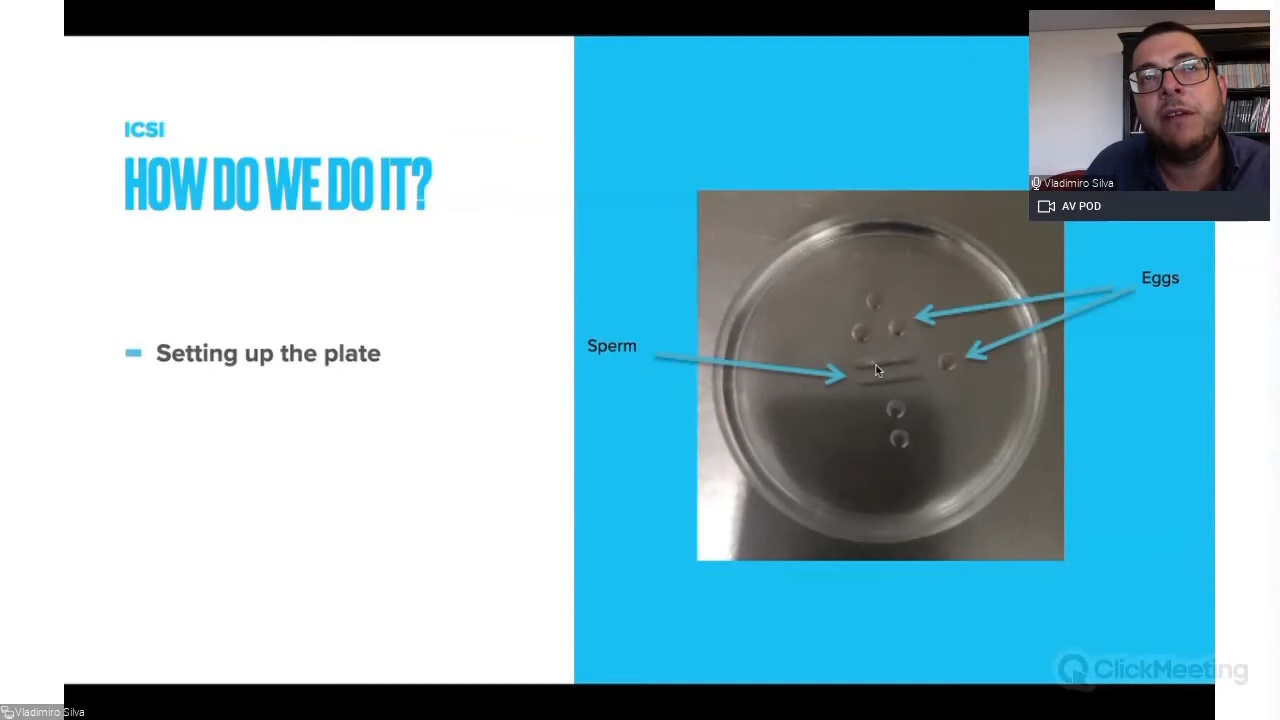 ICSI
HOW DO WE DO IT?
Setting up the plate
Sperm
Eggs
Vladimiro Silva
AV POD
ClickMeeting
Vladimiro Silva